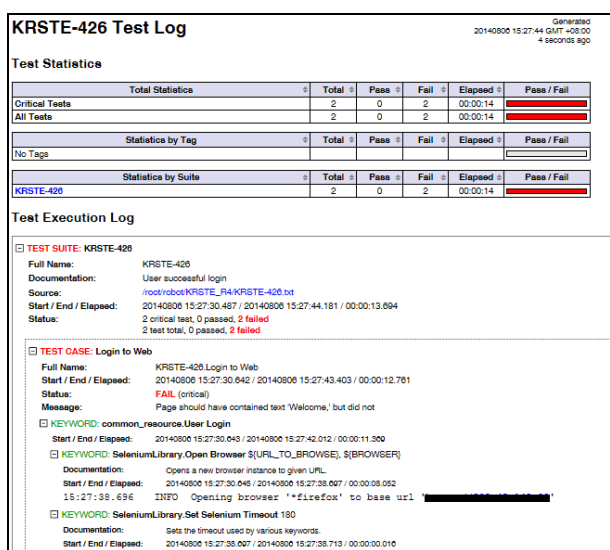 KRSTE-426 Test Log
Generated
20140806 15:27:44 GMT +08:00
4 seconds ago
Test Statistics
Total Statistics Total Pass Fail Elapsed Pass / Fail
Critical Tests 2 0 2 00:00:14
All Tests 2 0 2 00:00:14
Statistics by Tag Total Pass Fail Elapsed Pass / Fail
No Tags
Statistics by Suite Total Pass Fail Elapsed Pass / Fail
KRSTE-426 2 0 2 00:00:14
Test Execution Log
TEST SUITE: KRSTE-426
Full Name: KRSTE-426
Documentation: User successful login
Source: /root/robot/KRSTE_R4/KRSTE-426.txt
Start / End / Elapsed: 20140806 15:27:30.487 / 20140806 15:27:44.181 / 00:00:13.694
Status: 2 critical test, 0 passed, 2 failed
2 test total, 0 passed, 2 failed
TEST CASE: Login to Web
Full Name: KRSTE-426.Login to Web
Start / End / Elapsed: 20140806 15:27:30.642 / 20140806 15:27:43.403 / 00:00:12.761
Status: FAIL (critical)
Message: Page should have contained text 'Welcome,' but did not
KEYWORD: common_resource.User Login
Start / End / Elapsed: 20140806 15:27:30.643 / 20140806 15:27:42.012 / 00:00:11.369
KEYWORD: SeleniumLibrary.Open Browser ${URL_TO_BROWSE}, ${BROWSER}
Documentation: Opens a new browser instance to given URL.
Start / End / Elapsed: 20140806 15:27:30.645 / 20140806 15:27:38.697 / 00:00:08.052
15:27:38.696 INFO Opening browser '*firefox' to base url '
KEYWORD: SeleniumLibrary.Set Selenium Timeout 180
Documentation: Sets the timeout used by various keywords.
Start / End / Elapsed: 20140806 15:27:38.697 / 20140806 15:27:38.713 / 00:00:00.016